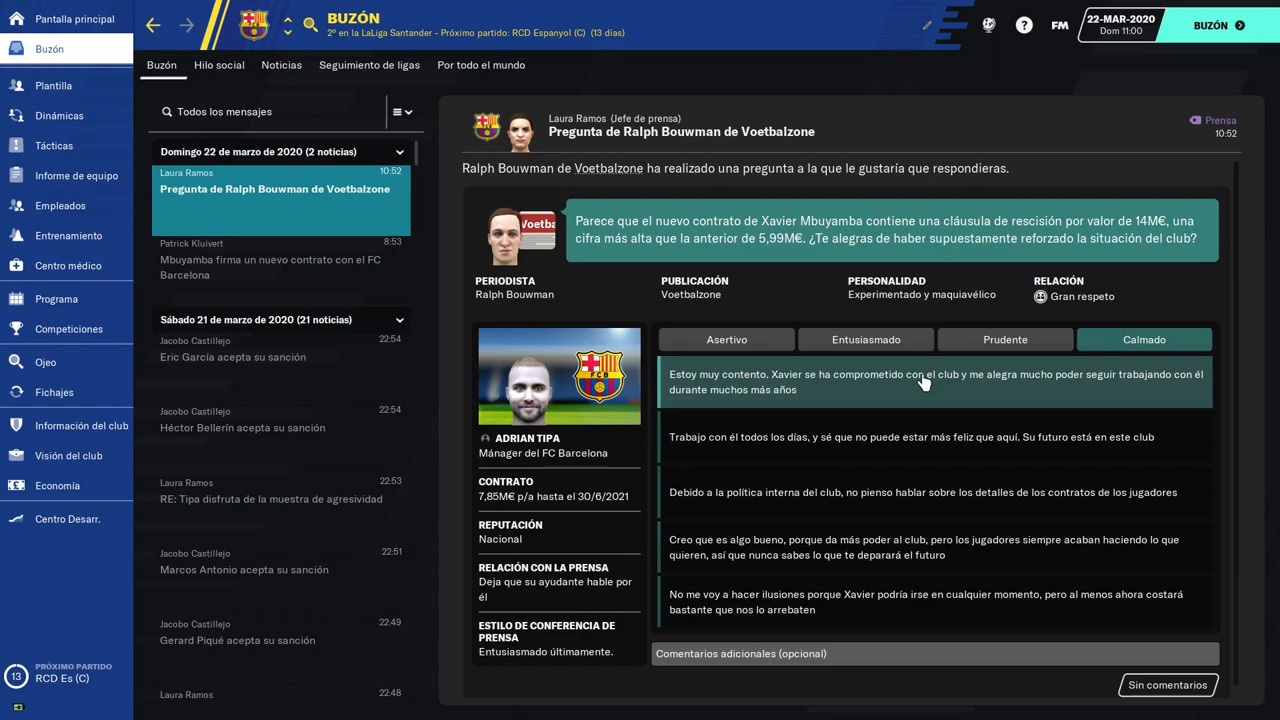 Pantalla principal
Buzón
Plantilla
Dinámicas
Tácticas
Informe de equipo
Empleados
Entrenamiento
Centro médico
Programa
Competiciones
Ojeo
Fichajes
Información del club
Visión del club
Economía
Centro Desarr.
13
PRÓXIMO PARTIDO
RCD Es (C)
BUZÓN
2º en la LaLiga Santander - Próximo partido: RCD Espanyol (C) (13 días)
FM
22-MAR-2020
Dom 11:00
BUZÓN
Buzón
Hilo social
Noticias
Seguimiento de ligas
Por todo el mundo
Todos los mensajes
Domingo 22 de marzo de 2020 (2 noticias)
Laura Ramos 10:52
Pregunta de Ralph Bouwman de Voetbalzone
Patrick Kluivert 8:53
Mbuyamba firma un nuevo contrato con el FC
Barcelona
Sábado 21 de marzo de 2020 (21 noticias)
Jacobo Castillejo 22:54
Eric García acepta su sanción
Jacobo Castillejo 22:54
Héctor Bellerín acepta su sanción
Laura Ramos 22:53
RE: Tipa disfruta de la muestra de agresividad
Jacobo Castillejo 22:51
Marcos Antonio acepta su sanción
Jacobo Castillejo 22:49
Gerard Piqué acepta su sanción
Laura Ramos 22:48
Laura Ramos (Jefe de prensa)
Pregunta de Ralph Bouwman de Voetbalzone
Prensa
10:52
Ralph Bouwman de Voetbalzone ha realizado una pregunta a la que le gustaría que respondieras.
Voetba
Parece que el nuevo contrato de Xavier Mbuyamba contiene una cláusula de rescisión por valor de 14M€, una
cifra más alta que la anterior de 5,99M€. ¿Te alegras de haber supuestamente reforzado la situación del club?
PERIODISTA
Ralph Bouwman
PUBLICACIÓN
Voetbalzone
PERSONALIDAD
Experimentado y maquiavélico
RELACIÓN
Gran respeto
FCB
ADRIAN TIPA
Mánager del FC Barcelona
CONTRATO
7,85M€ p/a hasta el 30/6/2021
REPUTACIÓN
Nacional
RELACIÓN CON LA PRENSA
Deja que su ayudante hable por
él
ESTILO DE CONFERENCIA DE
PRENSA
Entusiasmado últimamente.
Asertivo
Entusiasmado
Prudente
Calmado
Estoy muy contento. Xavier se ha comprometido con el club y me alegra mucho poder seguir trabajando con él
durante muchos más años
Trabajo con él todos los días, y sé que no puede estar más feliz que aquí. Su futuro está en este club
Debido a la política interna del club, no pienso hablar sobre los detalles de los contratos de los jugadores
Creo que es algo bueno, porque da más poder al club, pero los jugadores siempre acaban haciendo lo que
quieren, así que nunca sabes lo que te deparará el futuro
No me voy a hacer ilusiones porque Xavier podría irse en cualquier momento, pero al menos ahora costará
bastante que nos lo arrebaten
Comentarios adicionales (opcional)
Sin comentarios